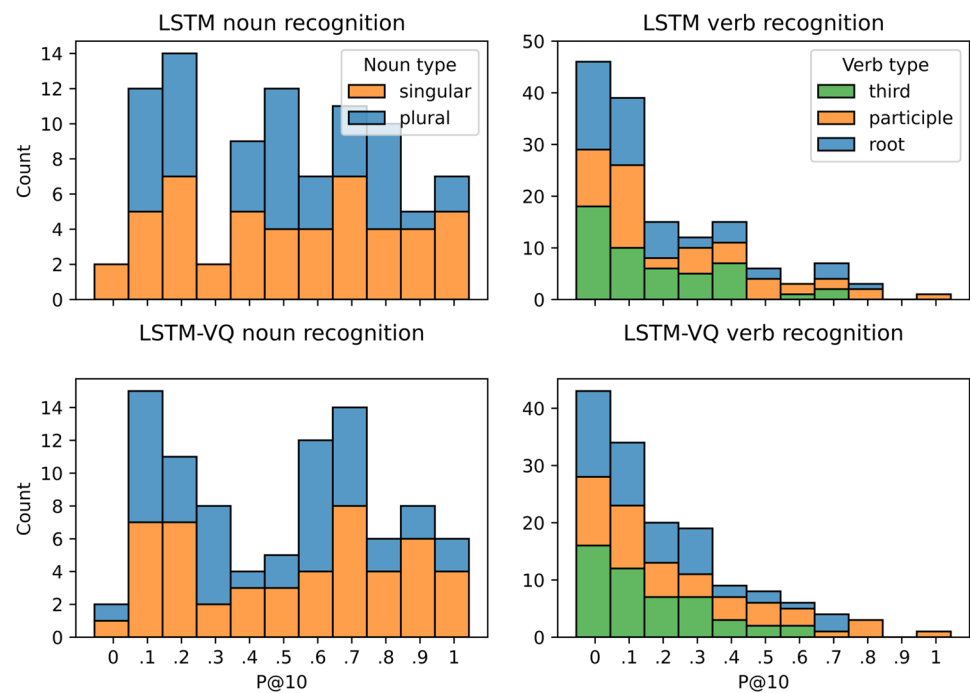 LSTM noun recognition
14
12
10
8
6
4
2
0
Count
Noun type
singular
plural
LSTM verb recognition
50
40
30
20
10
0
Verb type
third
participle
root
LSTM-VQ noun recognition
14
12
10
8
6
4
2
0
Count
0 .1 .2 .3 .4 .5 .6 .7 .8 .9 1
P@10
LSTM-VQ verb recognition
40
30
20
10
0
0 .1 .2 .3 .4 .5 .6 .7 .8 .9 1
P@10